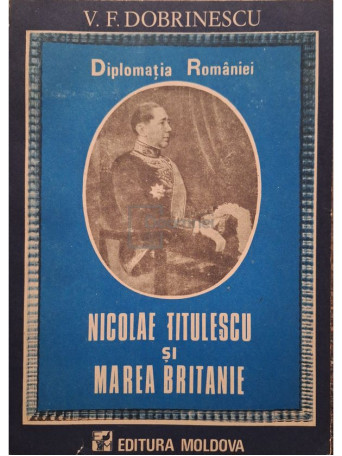 V. F. DOBRINESCU
Diplomația României
NICOLAE TITULESCU
ȘI
MAREA BRITANIE
EDITURA MOLDOVA